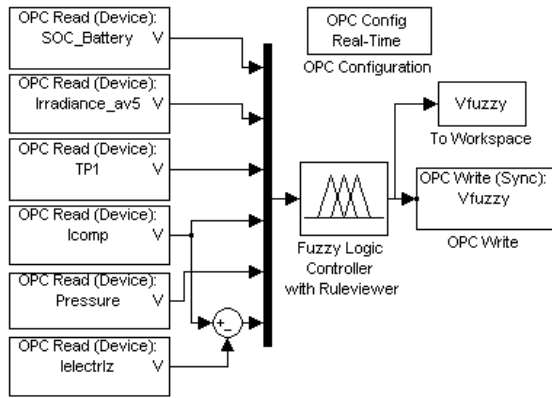 OPC Read (Device):
SOC_Battery
V
OPC Read (Device):
Irradiance_av5
V
OPC Read (Device):
TP1
V
OPC Read (Device):
Icomp
V
OPC Read (Device):
Pressure
V
OPC Read (Device):
Ielectrlz
V
+
−
OPC Config
Real-Time
OPC Configuration
Fuzzy Logic
Controller
with Ruleviewer
Vfuzzy
To Workspace
OPC Write (Sync):
Vfuzzy
OPC Write